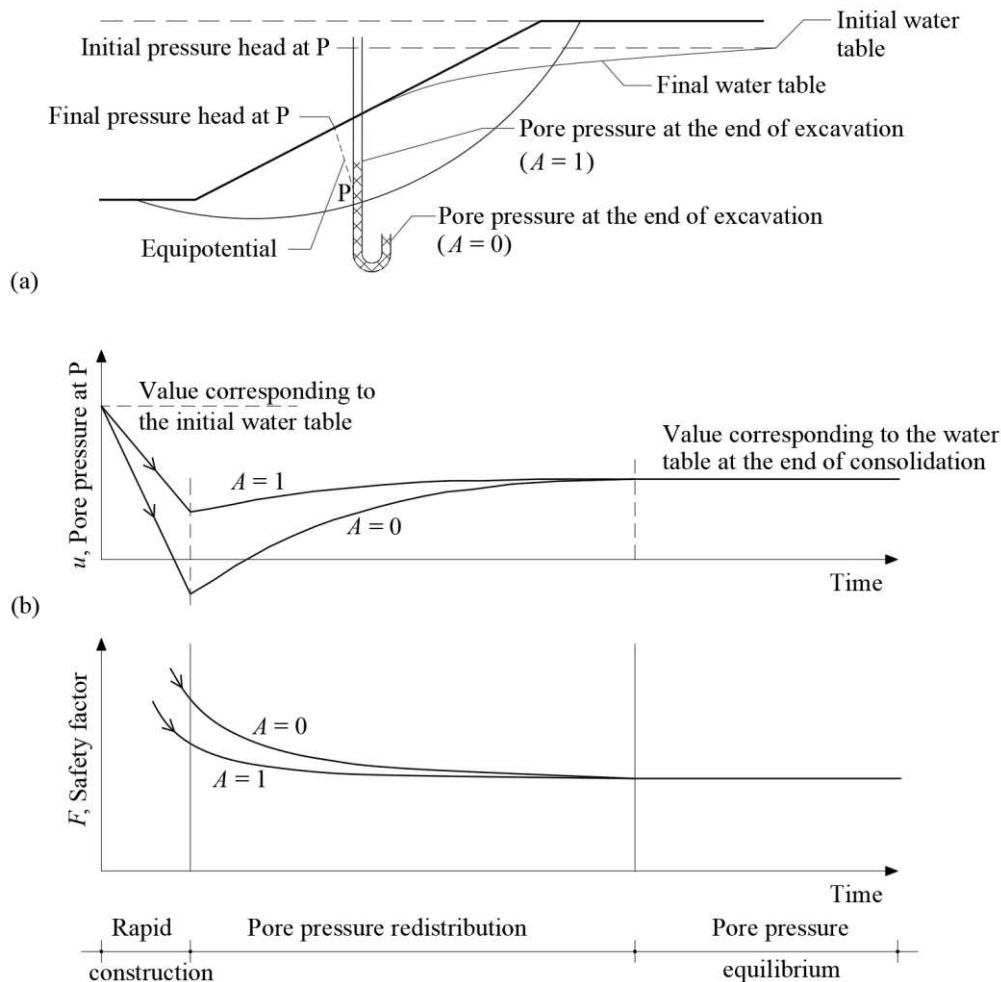 Initial water
table
Initial pressure head at P
Final water table
Final pressure head at P
Pore pressure at the end of excavation
(A = 1)
P
Pore pressure at the end of excavation
(A = 0)
Equipotential
(a)
u, Pore pressure at P
Value corresponding to
the initial water table
Value corresponding to the water
table at the end of consolidation
A = 1
A = 0
Time
(b)
F, Safety factor
A = 0
A = 1
Time
Rapid
construction
Pore pressure redistribution
Pore pressure
equilibrium